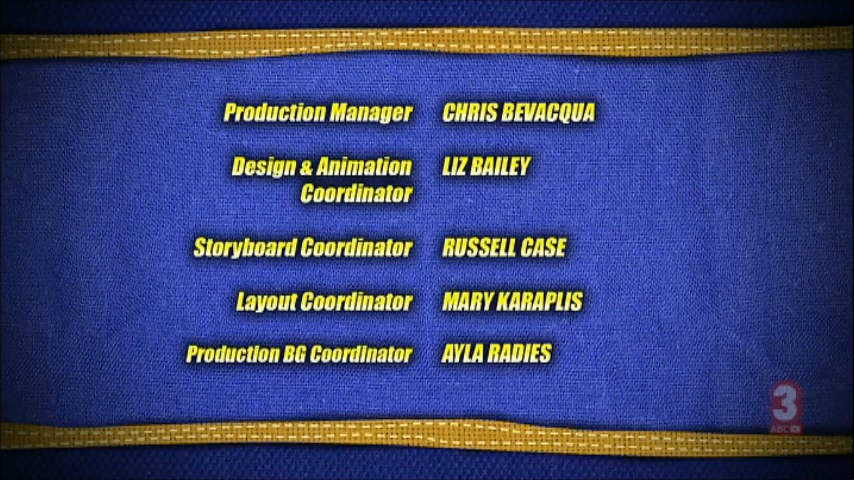 Production Manager CHRIS BEVACQUA
Design & Animation LIZ BAILEY
Coordinator
Storyboard Coordinator RUSSELL CASE
Layout Coordinator MARY KARAPLIS
Production BG Coordinator AYLA RADIES
3
ABC